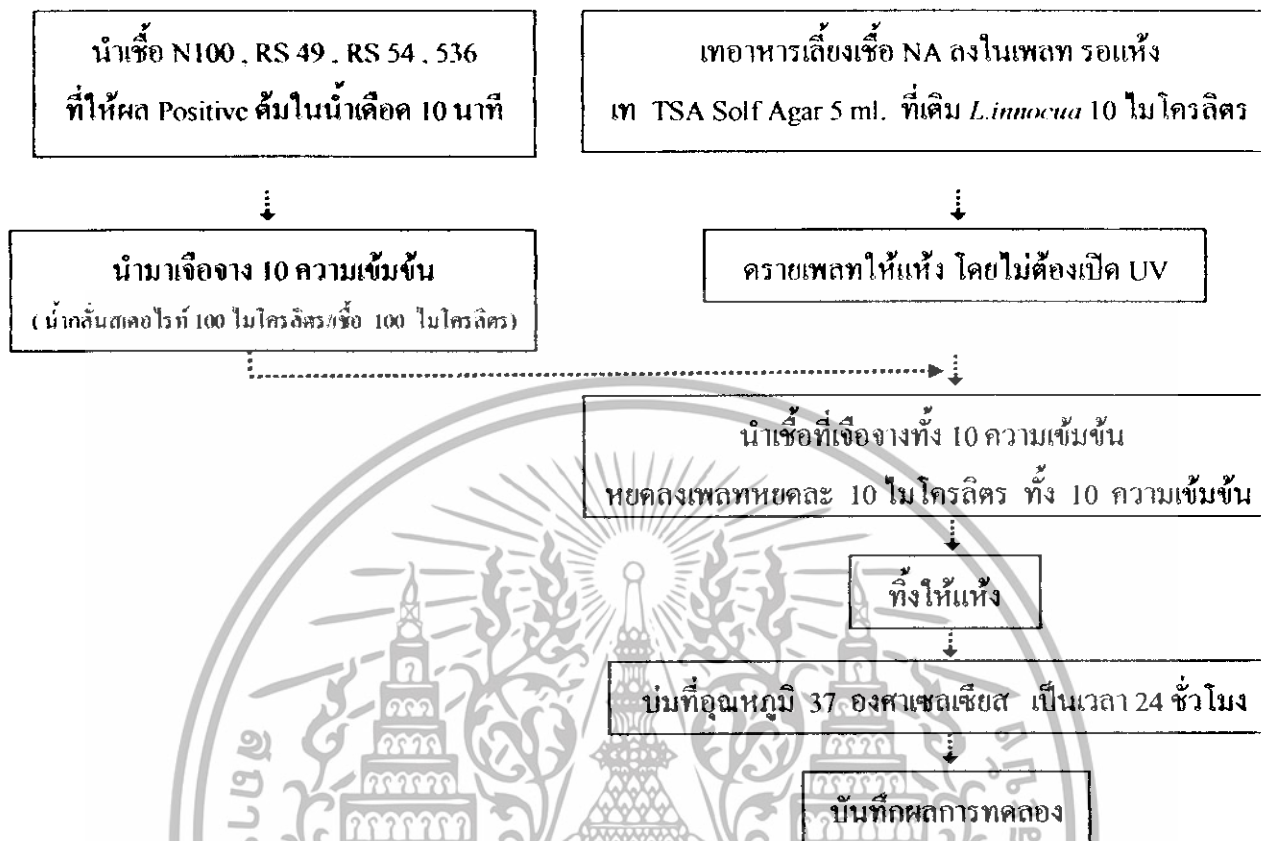 นำเชื้อ N100 , RS 49 , RS 54 , 536
ที่ให้ผล Positive ต้มในน้ำเดือด 10 นาที
นำมาเจือจาง 10 ความเข้มข้น
( น้ำกลั่นสเตอไรท์ 100 ไมโครลิตร/เชื้อ 100 ไมโครลิตร)
เทอาหารเลี้ยงเชื้อ NA ลงในเพลท รอแห้ง
เท TSA Solf Agar 5 ml. ที่เติม L.innocua 10 ไมโครลิตร
ดรายเพลทให้แห้ง โดยไม่ต้องเปิด UV
นำเชื้อที่เจือจางทั้ง 10 ความเข้มข้น
หยดลงเพลทหยดละ 10 ไมโครลิตร ทั้ง 10 ความเข้มข้น
ทิ้งให้แห้ง
บ่มที่อุณหภูมิ 37 องศาเซลเซียส เป็นเวลา 24 ชั่วโมง
บันทึกผลการทดลอง